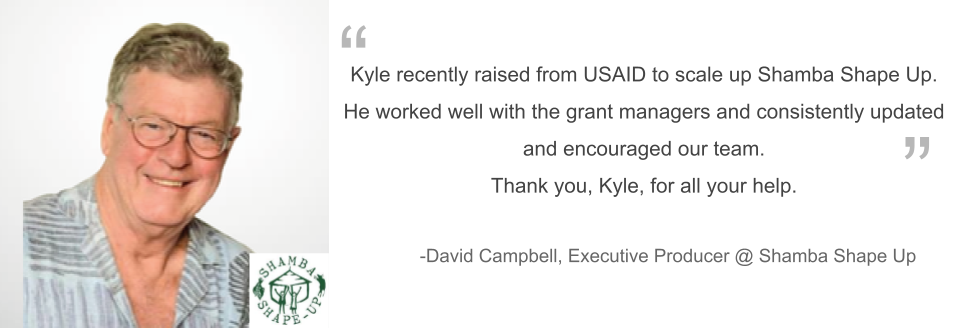 “
Kyle recently raised from USAID to scale up Shamba Shape Up.
He worked well with the grant managers and consistently updated
and encouraged our team.
”
Thank you, Kyle, for all your help.
-David Campbell, Executive Producer @ Shamba Shape Up
SHAMBA
SHAPE-UP